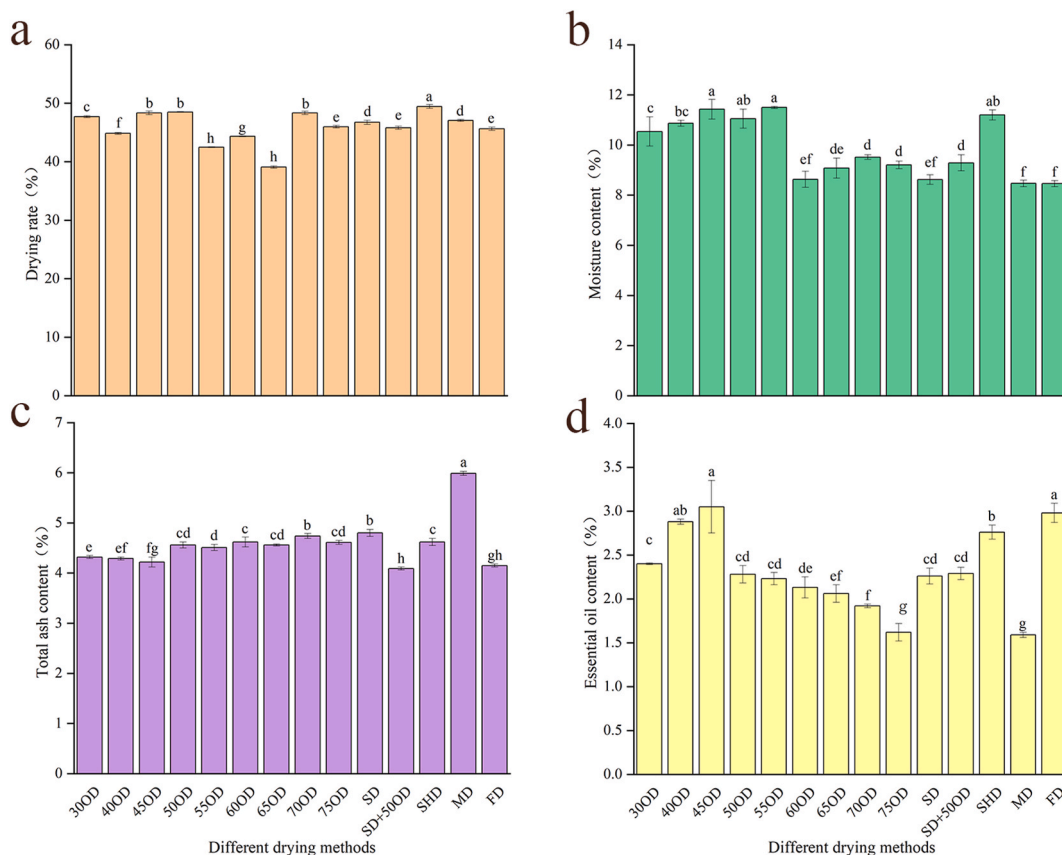 a
60
50
40
30
20
10
0
Drying rate (%)
c
f
b
b
h
g
h
b
e
d
e
a
d
e
b
14
12
10
8
6
4
2
0
Moisture content (%)
c
bc
a
ab
a
ef
de
d
d
ef
d
ab
f
f
c
7
6
5
4
3
2
1
0
Total ash content (%)
e
ef
fg
cd
d
c
cd
b
cd
b
h
c
a
gh
30OD
40OD
45OD
50OD
55OD
60OD
65OD
70OD
75OD
SD
SD+50OD
SHD
MD
FD
Different drying methods
d
4.0
3.5
3.0
2.5
2.0
1.5
1.0
0.5
0.0
Essential oil content (%)
c
ab
a
cd
cd
de
ef
f
g
cd
cd
b
g
a
30OD
40OD
45OD
50OD
55OD
60OD
65OD
70OD
75OD
SD
SD+50OD
SHD
MD
FD
Different drying methods